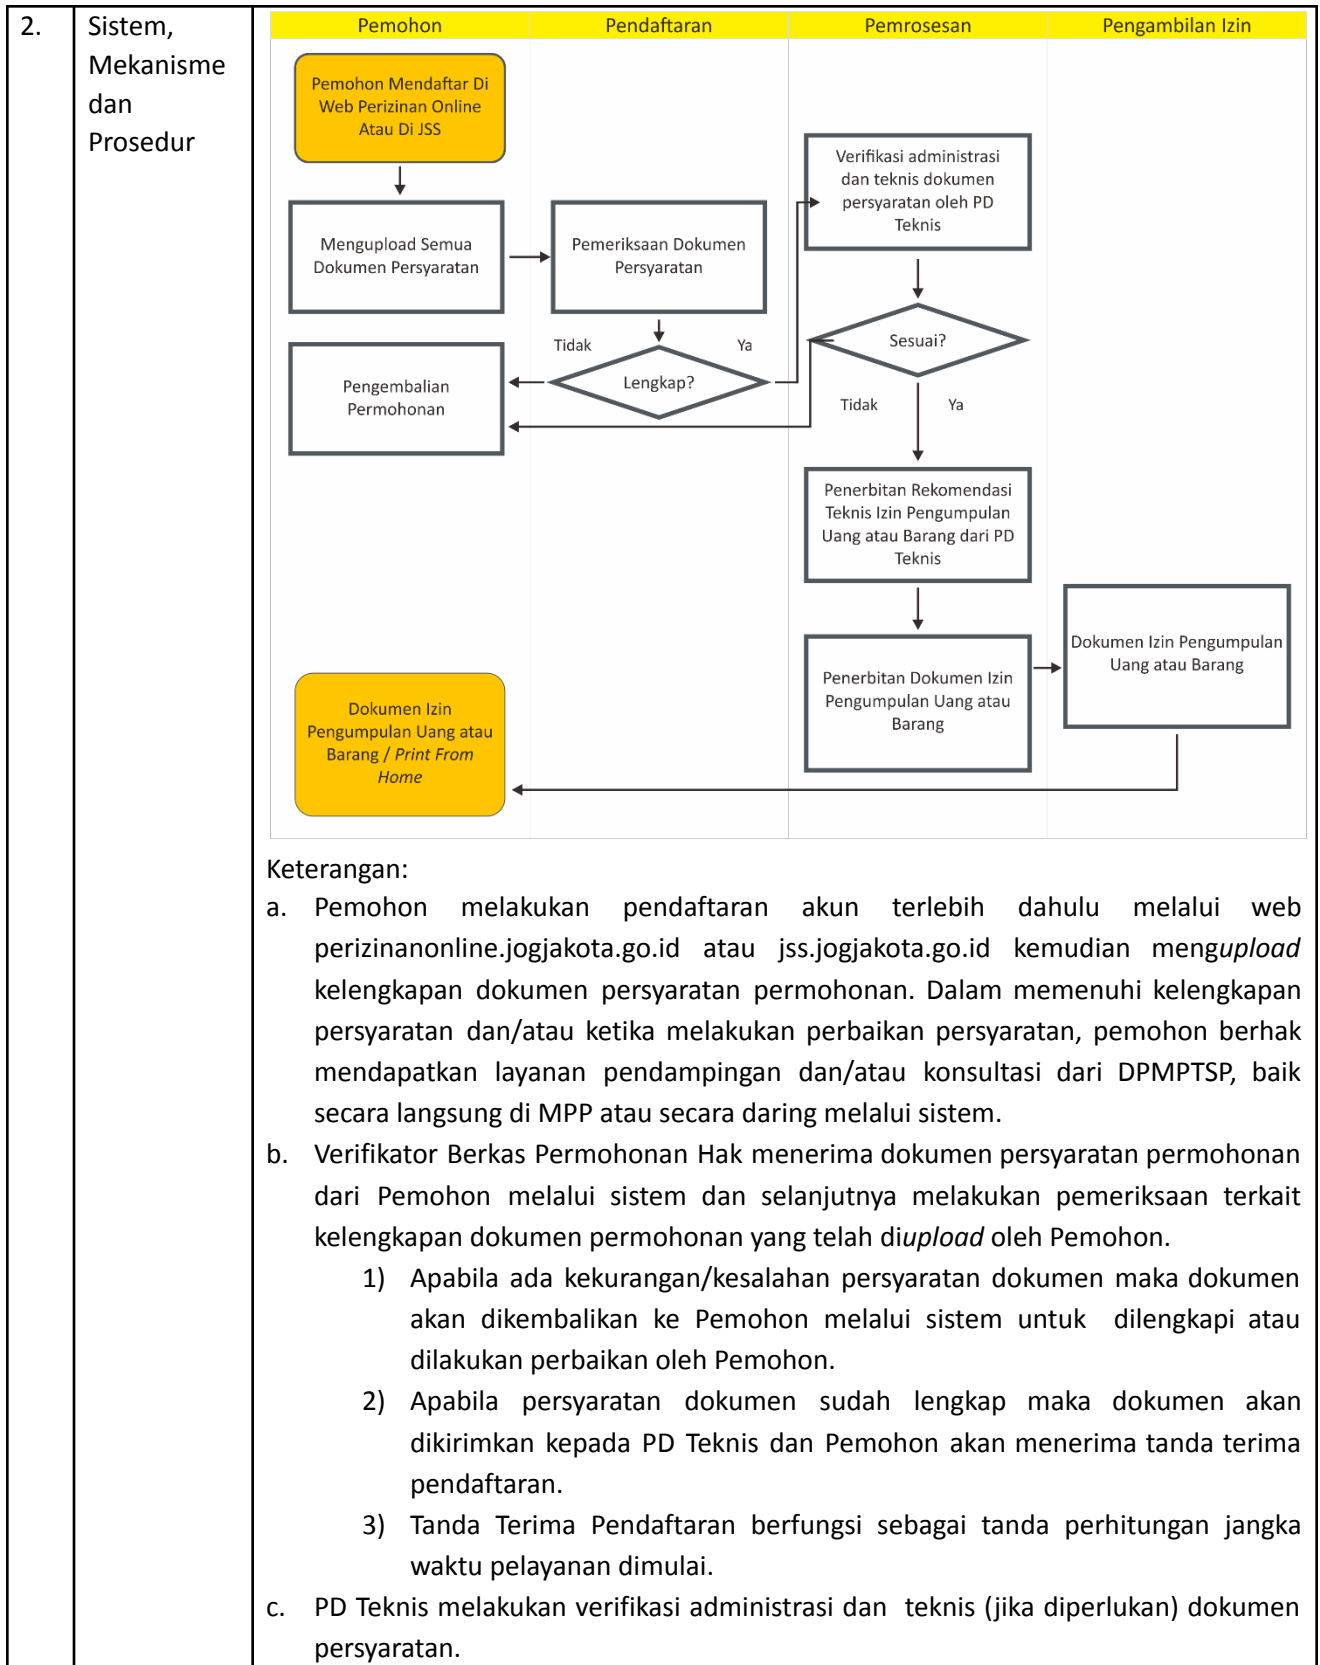 2.
Sistem,
Mekanisme
dan
Prosedur
Pemohon
Pendaftaran
Pemrosesan
Pengambilan Izin
Pemohon Mendaftar Di
Web Perizinan Online
Atau Di JSS
Mengupload Semua
Dokumen Persyaratan
Pemeriksaan Dokumen
Persyaratan
Verifikasi administrasi
dan teknis dokumen
persyaratan oleh PD
Teknis
Tidak
Ya
Lengkap?
Pengembalian
Permohonan
Sesuai?
Tidak
Ya
Penerbitan Rekomendasi
Teknis Izin Pengumpulan
Uang atau Barang dari PD
Teknis
Penerbitan Dokumen Izin
Pengumpulan Uang atau
Barang
Dokumen Izin Pengumpulan
Uang atau Barang
Dokumen Izin
Pengumpulan Uang atau
Barang / Print From
Home
Keterangan:
a. Pemohon melakukan pendaftaran akun terlebih dahulu melalui web
perizinanonline.jogjakota.go.id atau jss.jogjakota.go.id kemudian mengupload
kelengkapan dokumen persyaratan permohonan. Dalam memenuhi kelengkapan
persyaratan dan/atau ketika melakukan perbaikan persyaratan, pemohon berhak
mendapatkan layanan pendampingan dan/atau konsultasi dari DPMPTSP, baik
secara langsung di MPP atau secara daring melalui sistem.
b. Verifikator Berkas Permohonan Hak menerima dokumen persyaratan permohonan
dari Pemohon melalui sistem dan selanjutnya melakukan pemeriksaan terkait
kelengkapan dokumen permohonan yang telah diupload oleh Pemohon.
1) Apabila ada kekurangan/kesalahan persyaratan dokumen maka dokumen
akan dikembalikan ke Pemohon melalui sistem untuk dilengkapi atau
dilakukan perbaikan oleh Pemohon.
2) Apabila persyaratan dokumen sudah lengkap maka dokumen akan
dikirimkan kepada PD Teknis dan Pemohon akan menerima tanda terima
pendaftaran.
3) Tanda Terima Pendaftaran berfungsi sebagai tanda perhitungan jangka
waktu pelayanan dimulai.
c. PD Teknis melakukan verifikasi administrasi dan teknis (jika diperlukan) dokumen
persyaratan.